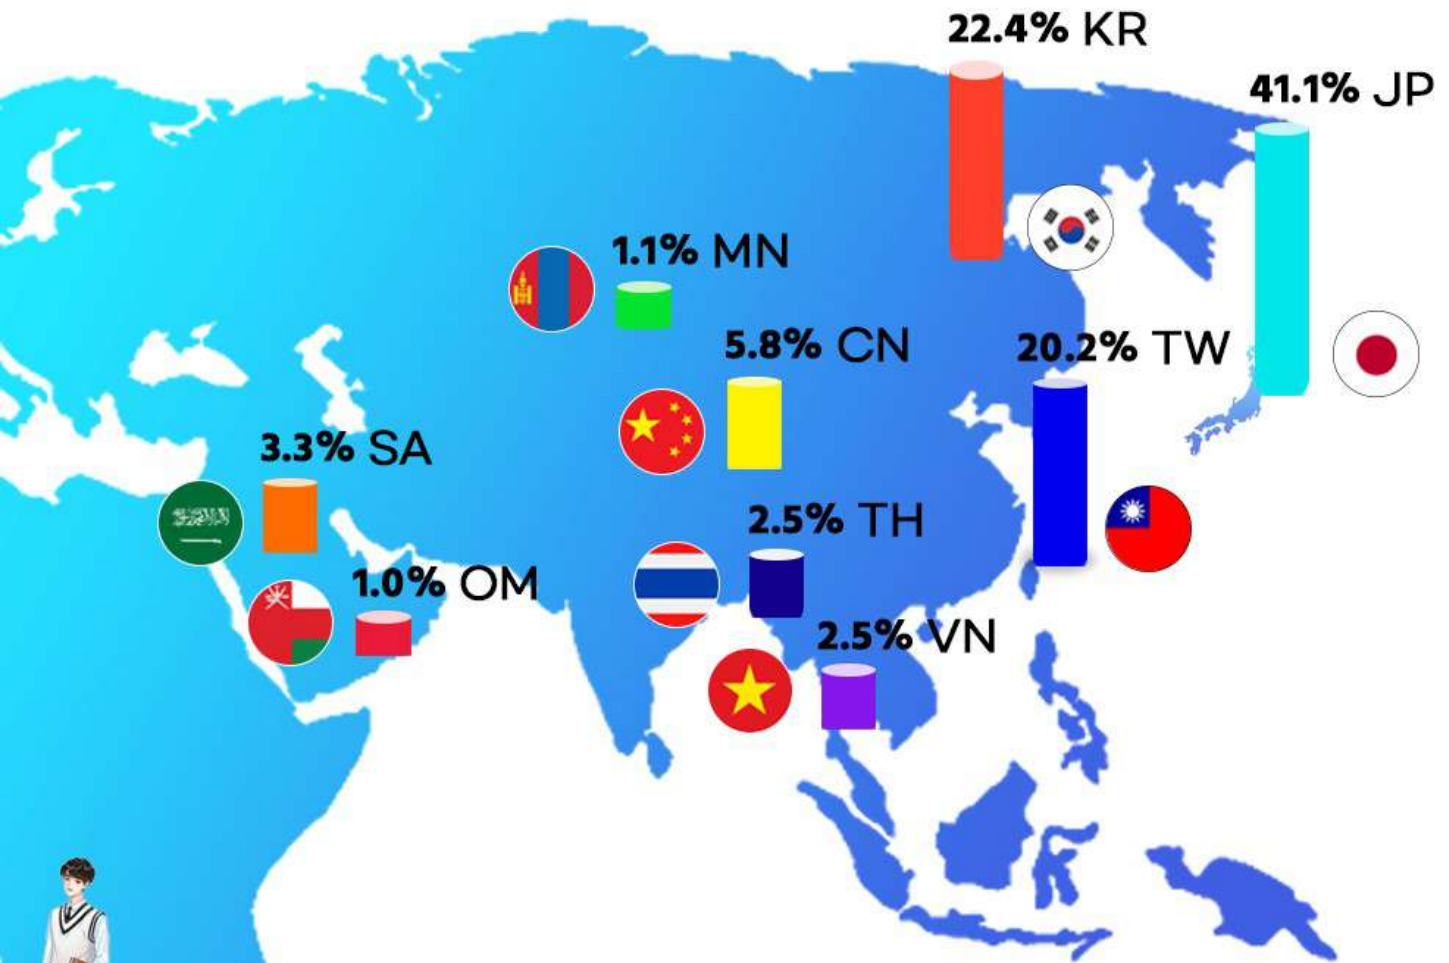 22.4% KR
41.1% JP
1.1% MN
5.8% CN
20.2% TW
3.3% SA
2.5% TH
1.0% OM
2.5% VN